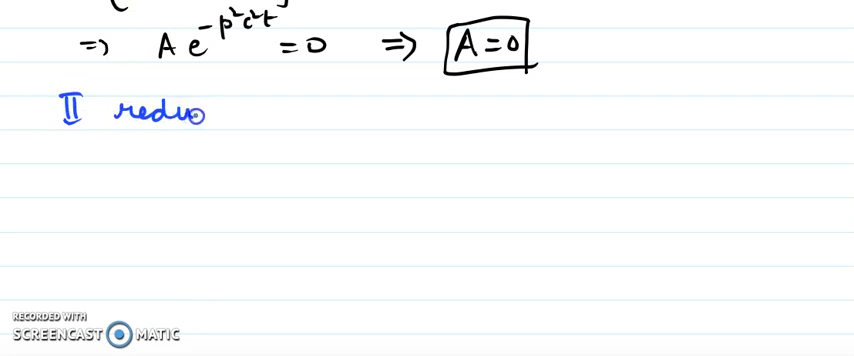 => A e^{-p²c²t} = 0 => A = 0
II redu
RECORDED WITH
SCREENCAST MATIC